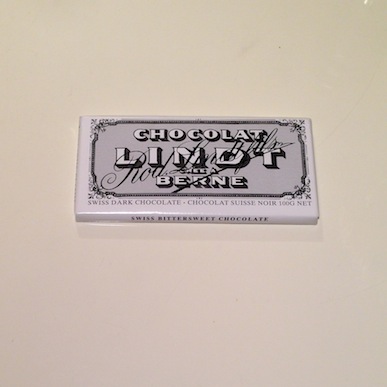 CHOCOLAT
LINDT
BERNE
SWISS DARK CHOCOLATE · CHOCOLAT SUISSE NOIR 100G NET
SWISS BITTERSWEET CHOCOLATE